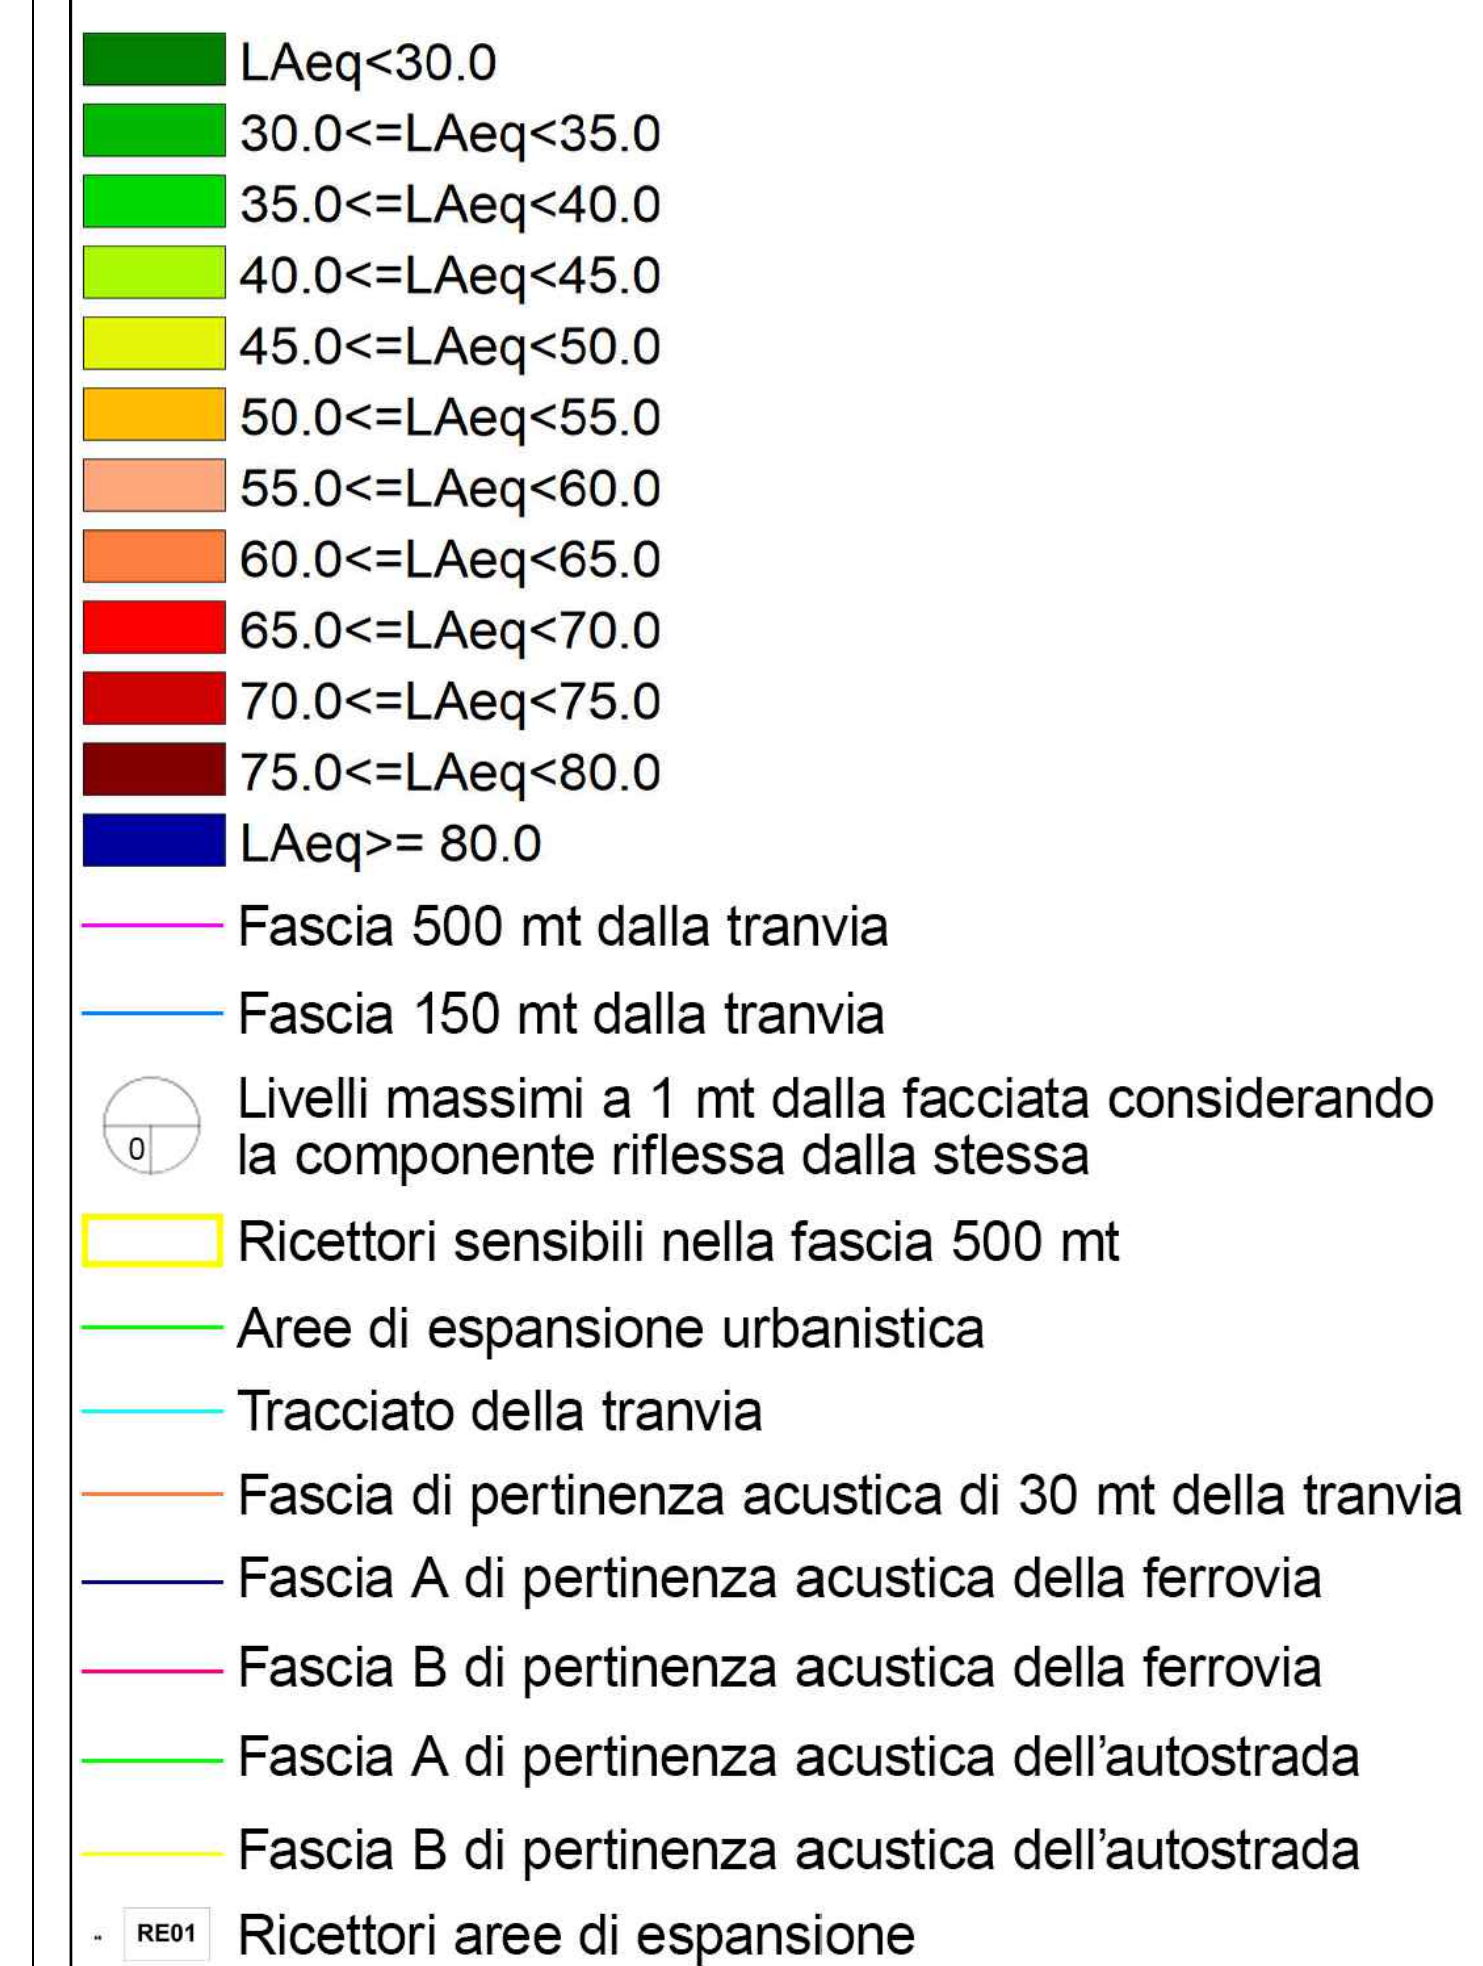 LAeq<30.0
30.0<=LAeq<35.0
35.0<=LAeq<40.0
40.0<=LAeq<45.0
45.0<=LAeq<50.0
50.0<=LAeq<55.0
55.0<=LAeq<60.0
60.0<=LAeq<65.0
65.0<=LAeq<70.0
70.0<=LAeq<75.0
75.0<=LAeq<80.0
LAeq>= 80.0
Fascia 500 mt dalla tranvia
Fascia 150 mt dalla tranvia
Livelli massimi a 1 mt dalla facciata considerando
0 la componente riflessa dalla stessa
Ricettori sensibili nella fascia 500 mt
Aree di espansione urbanistica
Tracciato della tranvia
Fascia di pertinenza acustica di 30 mt della tranvia
Fascia A di pertinenza acustica della ferrovia
Fascia B di pertinenza acustica della ferrovia
Fascia A di pertinenza acustica dell'autostrada
Fascia B di pertinenza acustica dell'autostrada
RE01 Ricettori aree di espansione